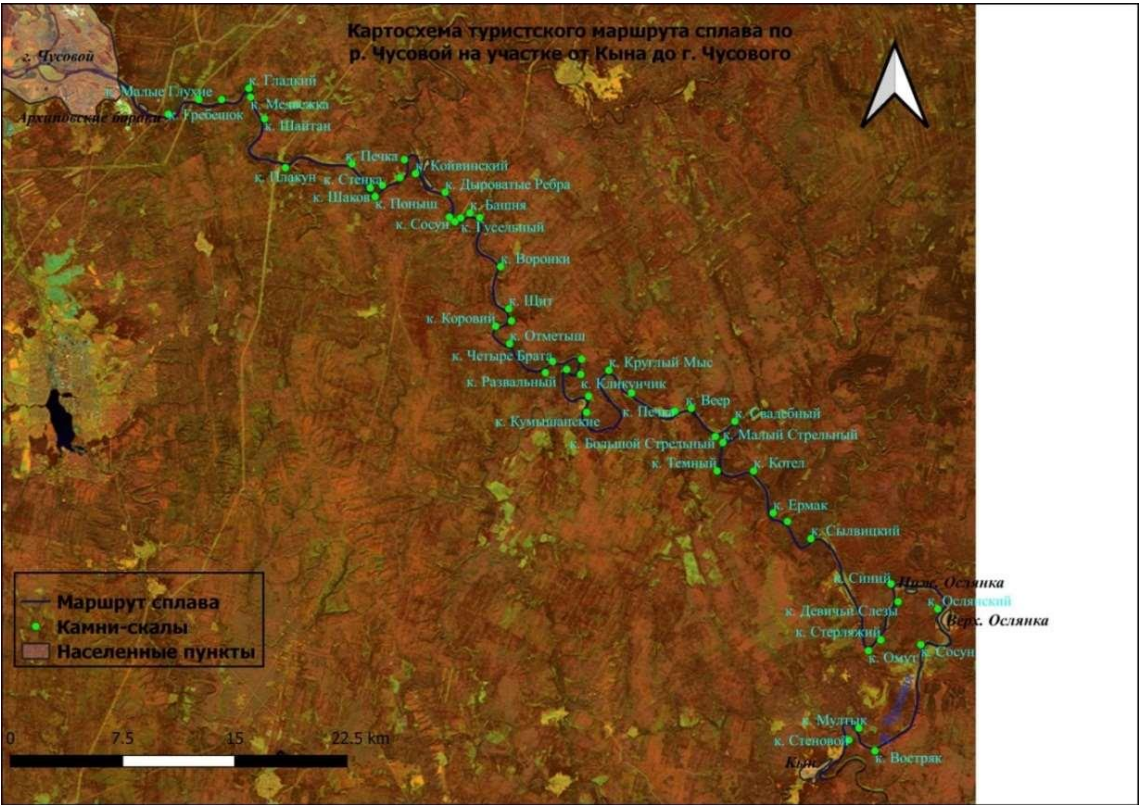 Картосхема туристского маршрута сплава по
р. Чусовой на участке от Кына до г. Чусового
г. Чусовой
к. Гладкий
к. Малые Глухие
к. Медвежка
Архиповские бараки
к. Гребешок
к. Шайтан
к. Печка
к. Койвинский
к. Плакун
к. Стенка
к. Дыроватые Ребра
к. Шаков
к. Поныш
к. Башня
к. Сосун
к. Гусельный
к. Воронки
к. Щит
к. Коровий
к. Отметыш
к. Четыре Брата
к. Круглый Мыс
к. Развальный
к. Кликунчик
к. Веер
к. Печка
к. Свадебный
к. Кумышанские
к. Малый Стрельный
к. Большой Стрельный
к. Темный
к. Котел
к. Ермак
к. Сылвицкий
к. Синий
Ниж. Ослянка
к. Ослянский
к. Девичьи Слезы
Верх. Ослянка
к. Стерляжий
к. Омут
к. Сосун
Маршрут сплава
Камни-скалы
Населенные пункты
к. Мултык
к. Стеновой
к. Востряк
Кын
0 7.5 15 22.5 km